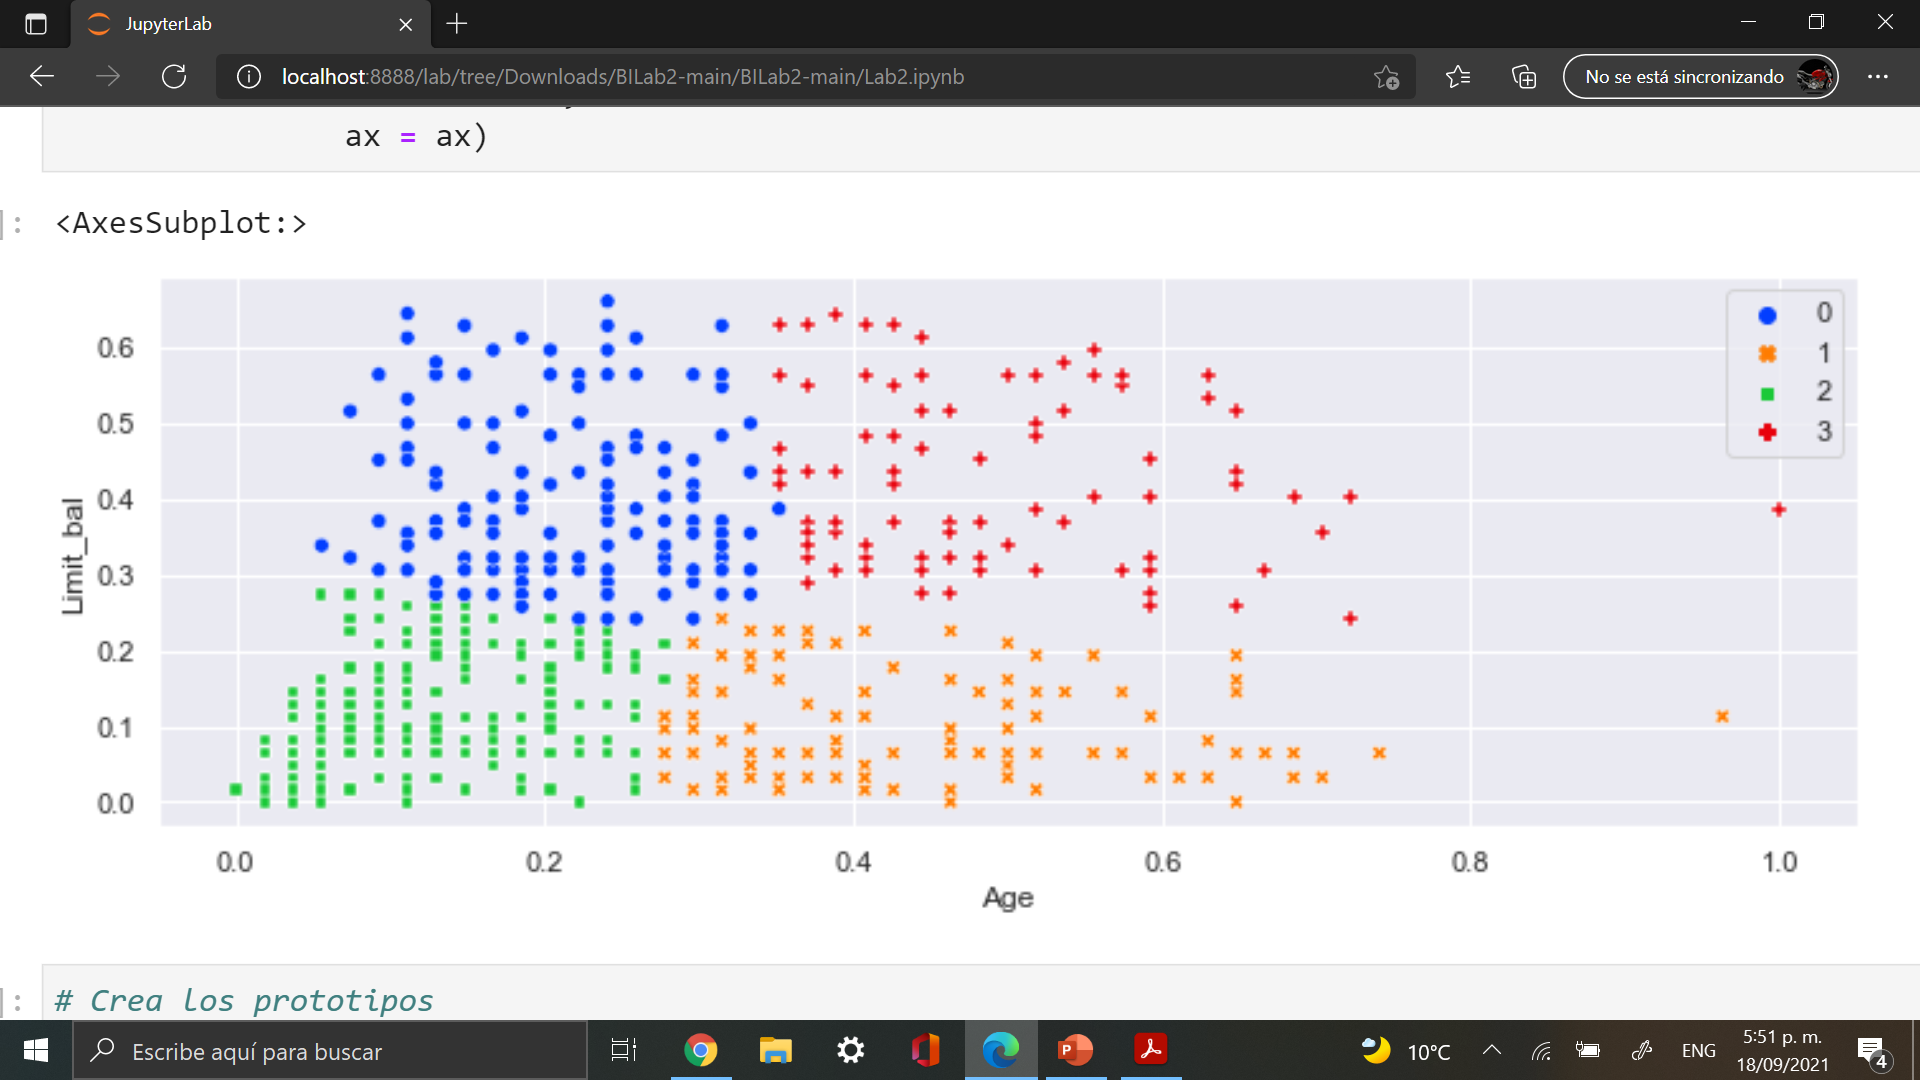 JupyterLab
localhost:8888/lab/tree/Downloads/BILab2-main/BILab2-main/Lab2.ipynb
No se está sincronizando
ax = ax)
]: <AxesSubplot:>
0
1
2
3
0.6
0.5
0.4
0.3
0.2
0.1
0.0
Limit_bal
0.0 0.2 0.4 0.6 0.8 1.0
Age
]: # Crea los prototipos
Escribe aquí para buscar
10°C
ENG
5:51 p. m.
18/09/2021
4